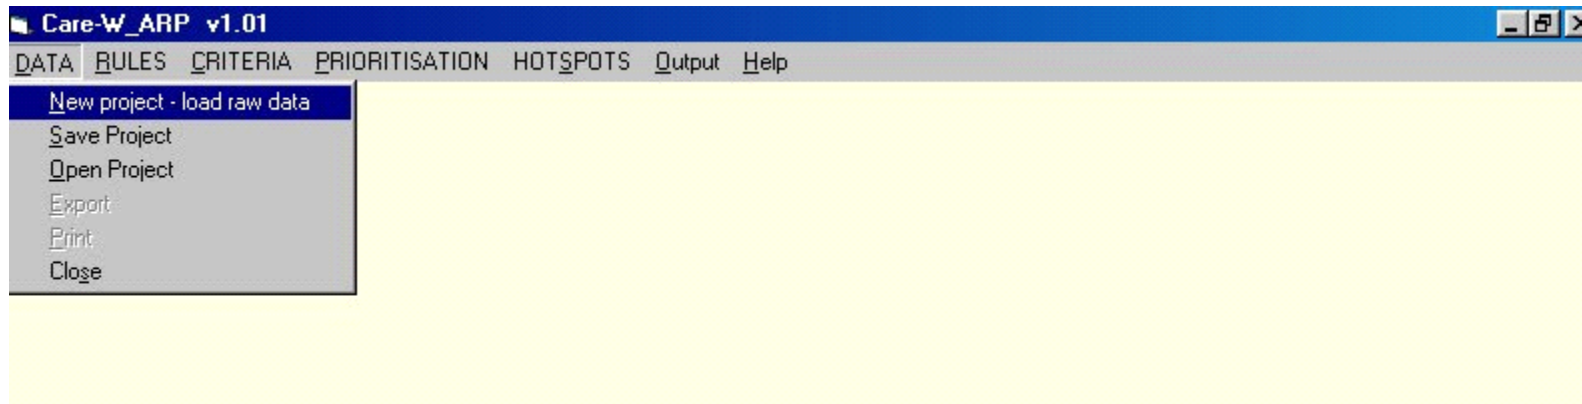 Care-W_ARP v1.01
DATA RULES CRITERIA PRIORITISATION HOTSPOTS Output Help
New project - load raw data
Save Project
Open Project
Export
Print
Close